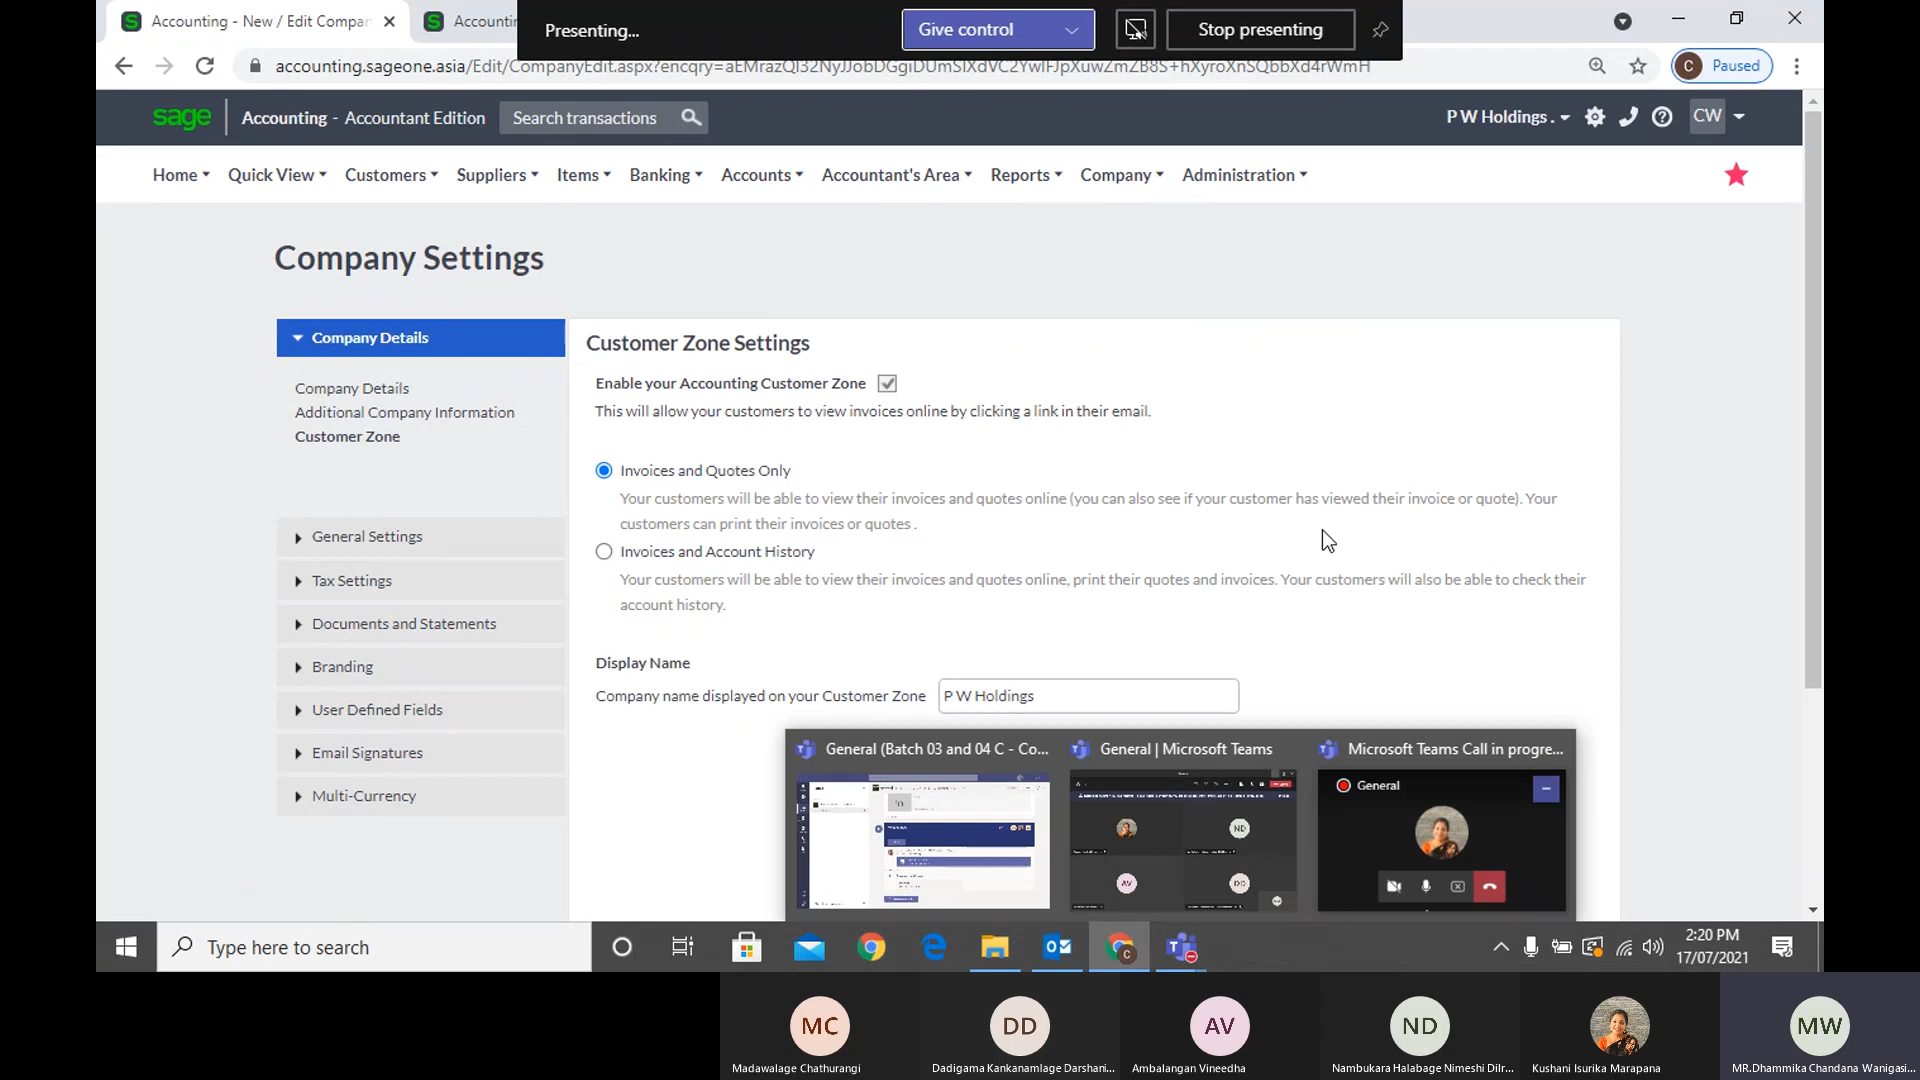 Accounting - New / Edit Compan
Accountin
Presenting...
Give control
Stop presenting
accounting.sageone.asia/Edit/CompanyEdit.aspx?encqry=
Paused
sage
Accounting - Accountant Edition
Search transactions
P W Holdings .
CW
Home
Quick View
Customers
Suppliers
Items
Banking
Accounts
Accountant's Area
Reports
Company
Administration
Company Settings
Company Details
Company Details
Additional Company Information
Customer Zone
General Settings
Tax Settings
Documents and Statements
Branding
User Defined Fields
Email Signatures
Multi-Currency
Customer Zone Settings
Enable your Accounting Customer Zone
This will allow your customers to view invoices online by clicking a link in their email.
Invoices and Quotes Only
Your customers will be able to view their invoices and quotes online (you can also see if your customer has viewed their invoice or quote). Your
customers can print their invoices or quotes .
Invoices and Account History
Your customers will be able to view their invoices and quotes online, print their quotes and invoices. Your customers will also be able to check their
account history.
Display Name
Company name displayed on your Customer Zone
P W Holdings
General (Batch 03 and 04 C - Co...
General | Microsoft Teams
Microsoft Teams Call in progre...
General
ND
AV
DD
Type here to search
2:20 PM
17/07/2021
MC
DD
AV
ND
MW
Madawalage Chathurangi
Dadigama Kankanamlage Darshani...
Ambalangan Vineedha
Nambukara Halabage Nimeshi Dilr...
Kushani Isurika Marapana
MR.Dhammika Chandana Wanigasi...